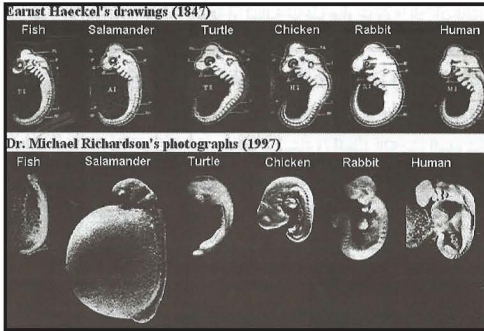 Earnst Haeckel's drawings (1847)
Fish Salamander Turtle Chicken Rabbit Human
Dr. Michael Richardson's photographs (1997)
Fish Salamander Turtle Chicken Rabbit Human